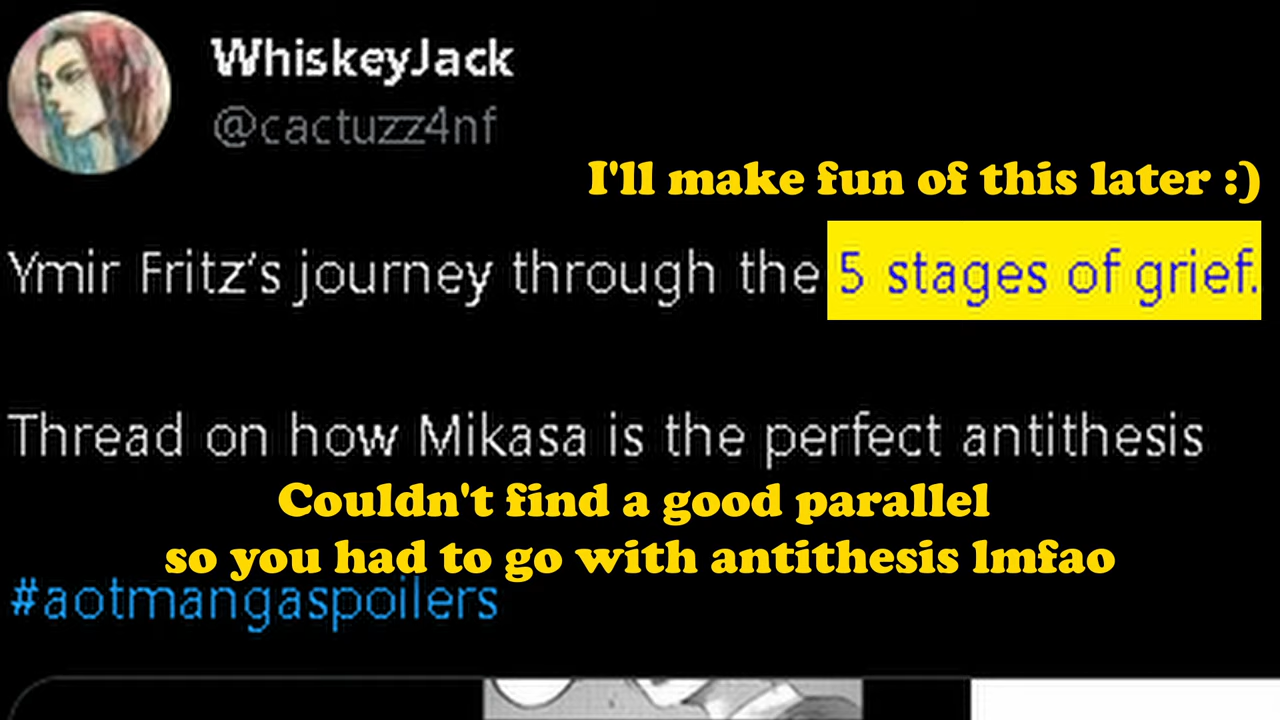 WhiskeyJack
@cactuzz4nf
I'll make fun of this later :)
Ymir Fritz's journey through the 5 stages of grief.
Thread on how Mikasa is the perfect antithesis
Couldn't find a good parallel
so you had to go with antithesis lmfao
#aotmangaspoilers